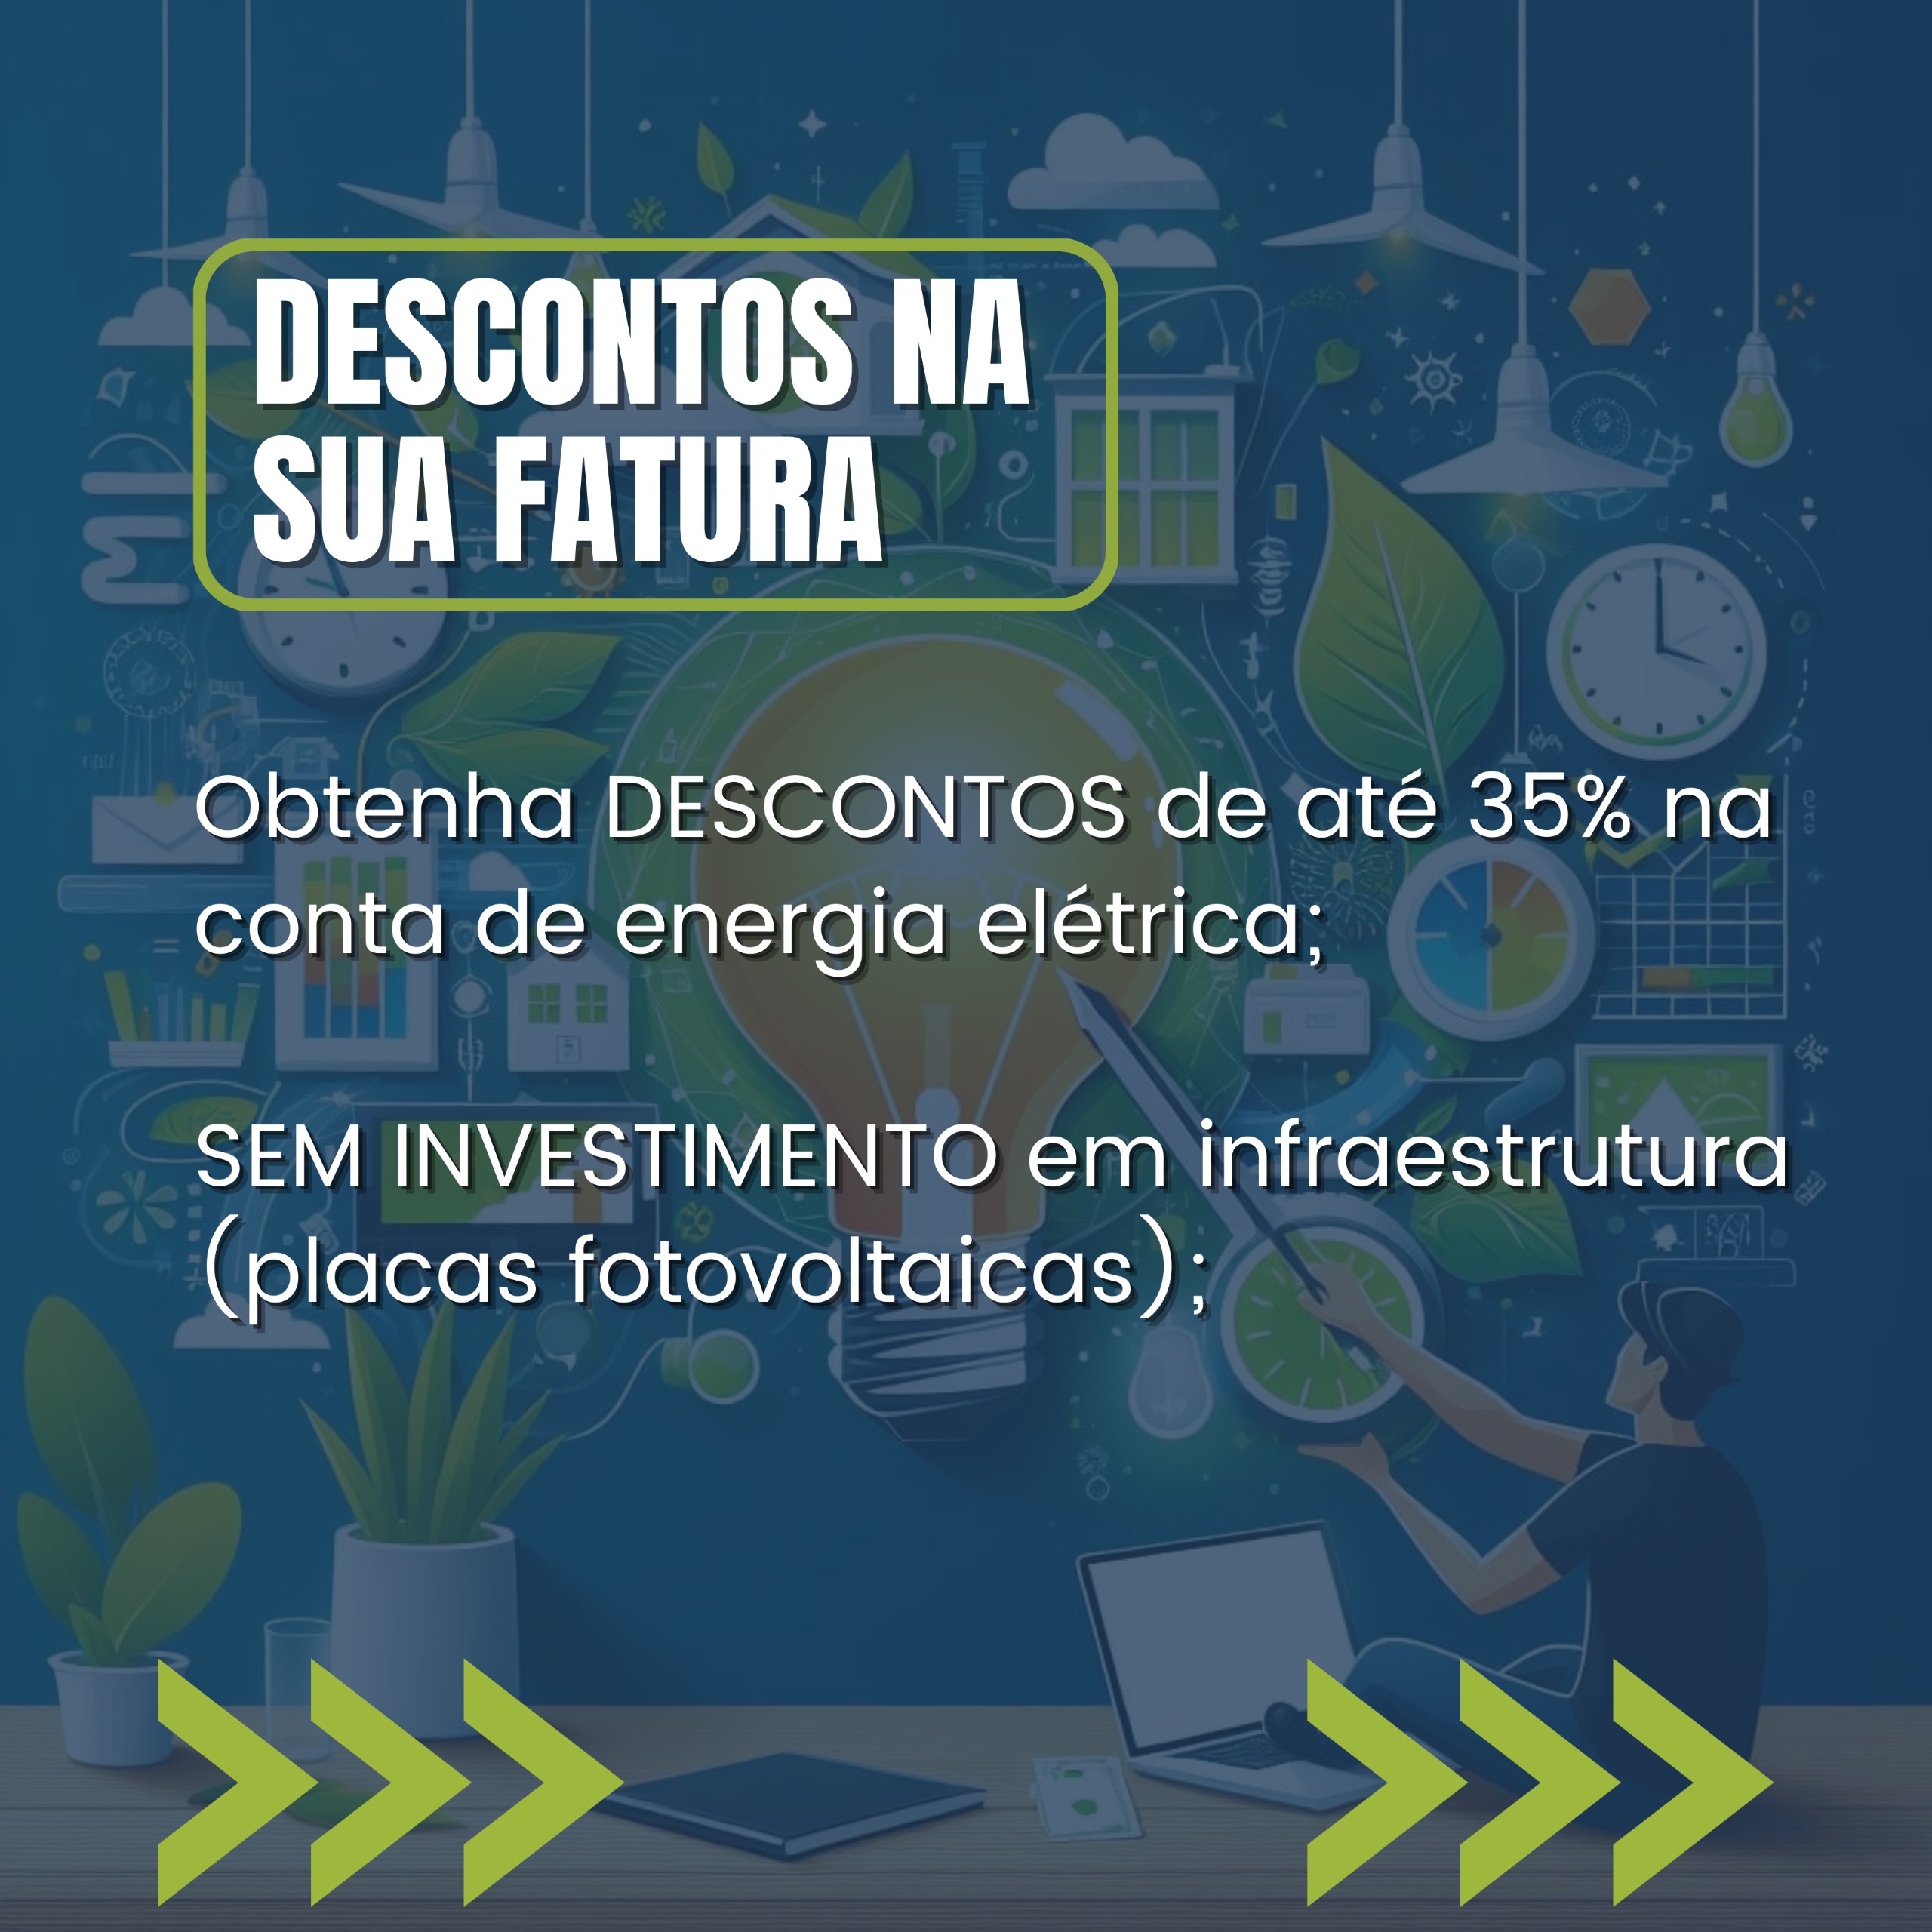 DESCONTOS NA
SUA FATURA
Obtenha DESCONTOS de até 35% na
conta de energia elétrica;
SEM INVESTIMENTO em infraestrutura
(placas fotovoltaicas);